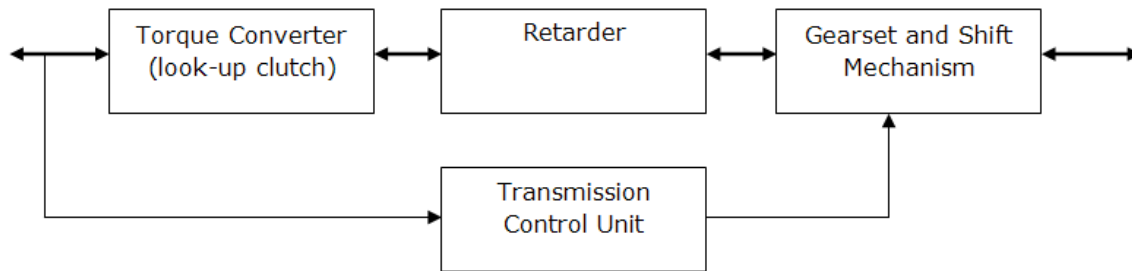 Torque Converter
(look-up clutch)
Retarder
Gearset and Shift
Mechanism
Transmission
Control Unit